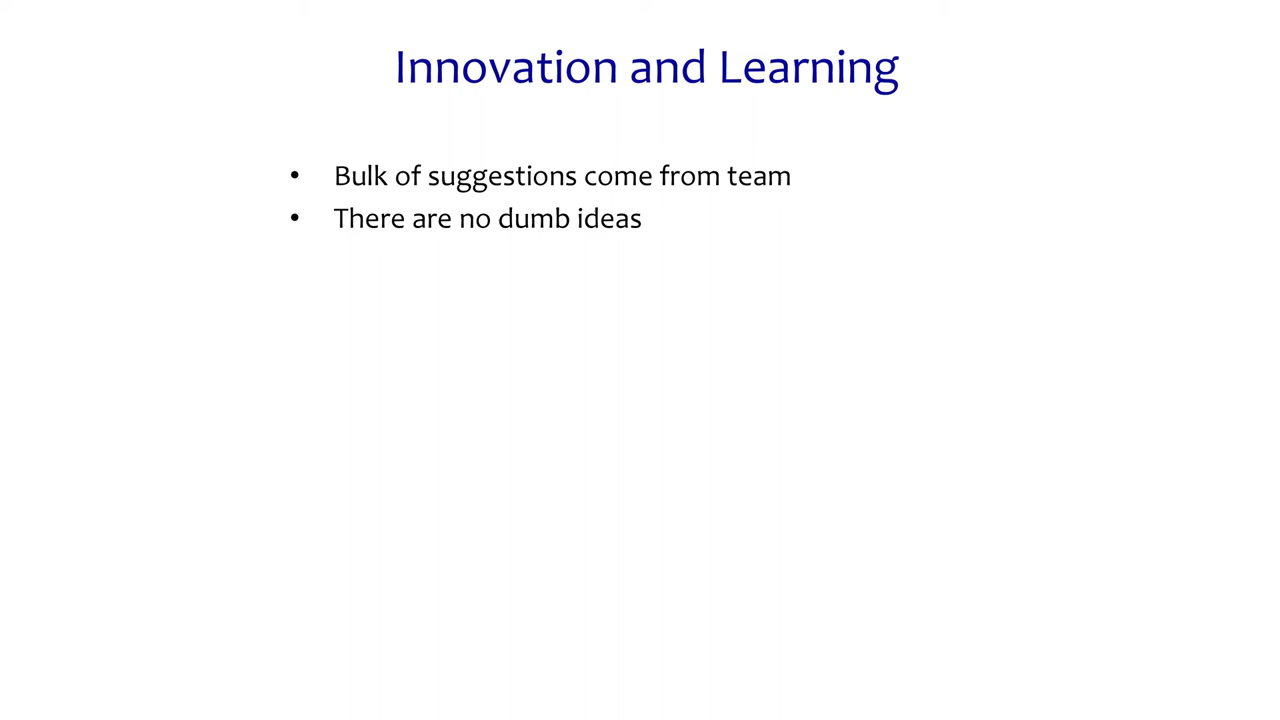 Innovation and Learning
• Bulk of suggestions come from team
• There are no dumb ideas